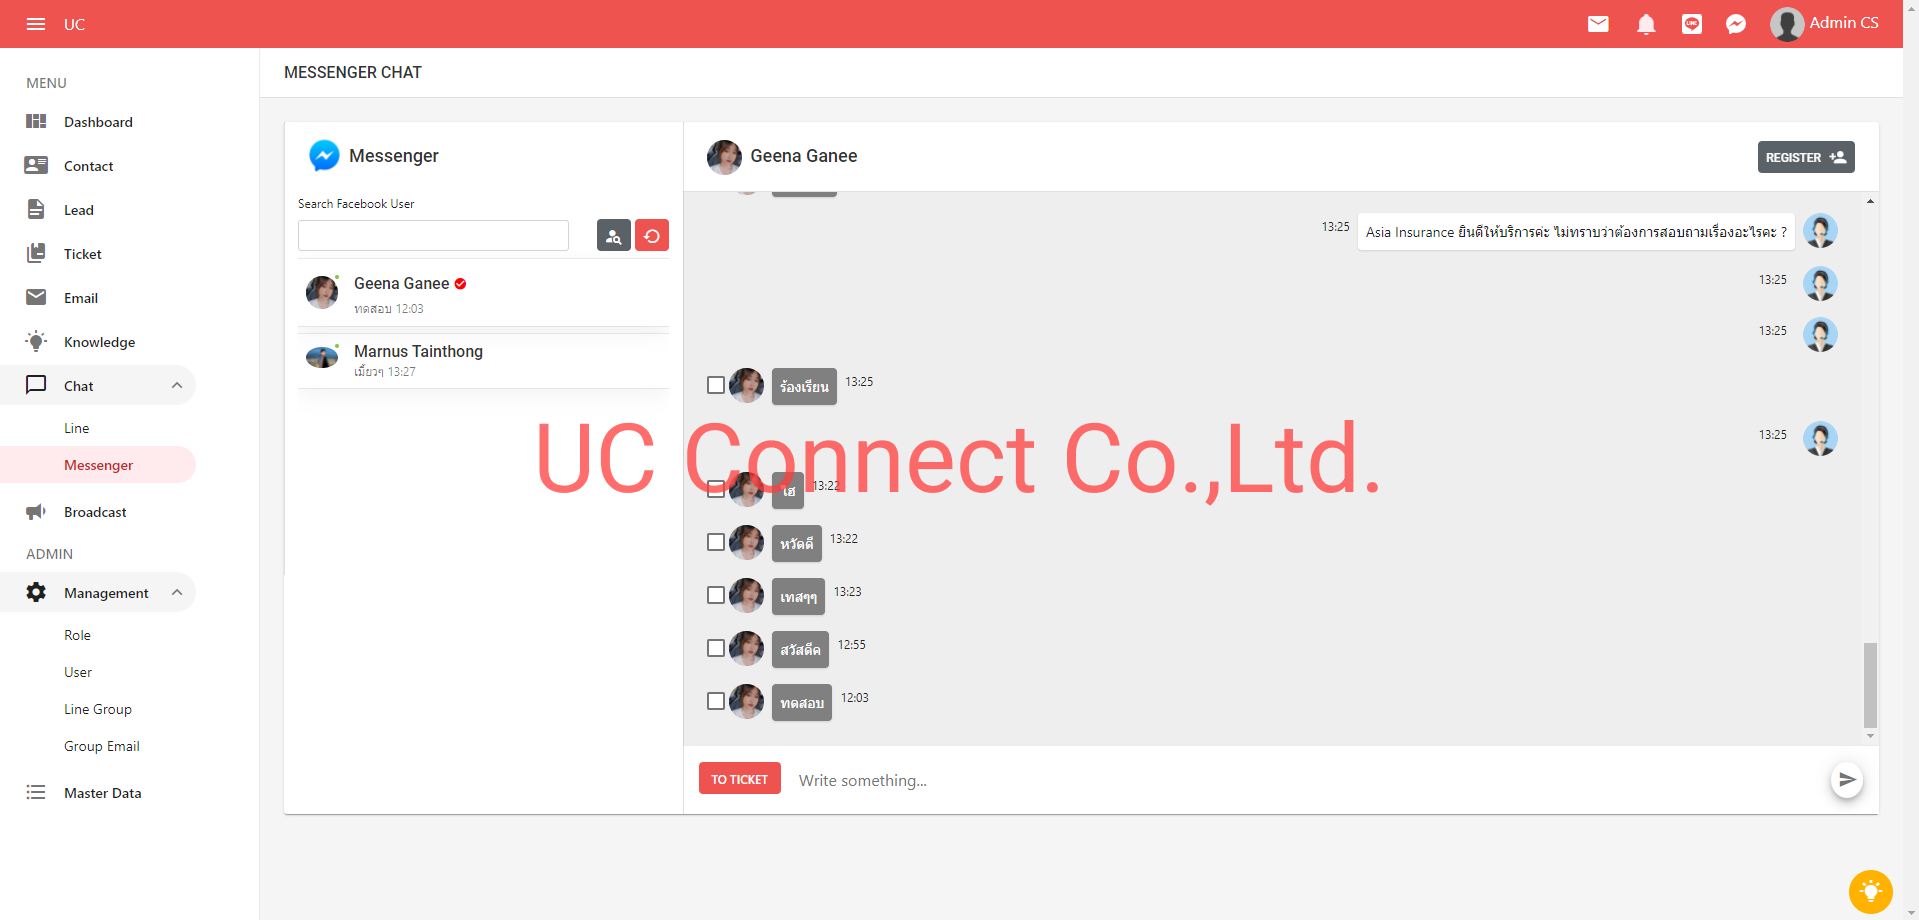 UC
Admin CS
MENU
Dashboard
Contact
Lead
Ticket
Email
Knowledge
Chat
Line
Messenger
Broadcast
ADMIN
Management
Role
User
Line Group
Group Email
Master Data
MESSENGER CHAT
Messenger
Search Facebook User
Geena Ganee
ทดสอบ 12:03
Marnus Tainthong
เมี้ยวๆ 13:27
Geena Ganee
REGISTER
13:25 Asia Insurance ยินดีให้บริการค่ะ ไม่ทราบว่าต้องการสอบถามเรื่องอะไรคะ ?
13:25
13:25
ร้องเรียน 13:25
13:25
UC Connect Co.,Ltd.
เฮ้ 13:22
หวัดดี 13:22
เทสๆๆ 13:23
สวัสดีค 12:55
ทดสอบ 12:03
TO TICKET
Write something...